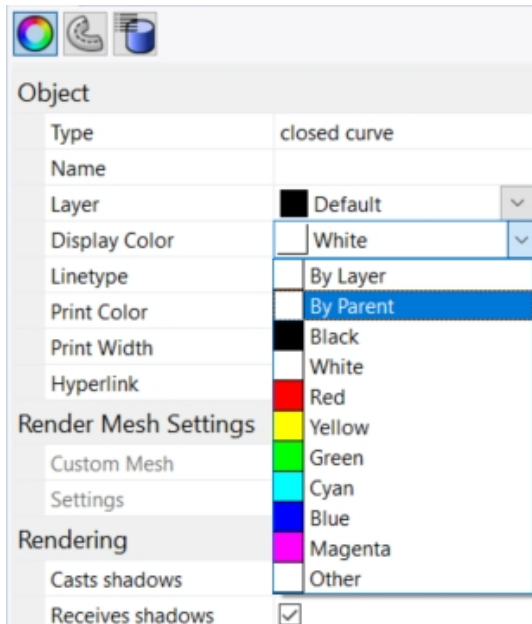 Object
Type closed curve
Name
Layer Default
Display Color White
Linetype By Layer
Print Color By Parent
Print Width Black
Hyperlink White
Red
Render Mesh Settings Yellow
Custom Mesh Green
Settings Cyan
Rendering Blue
Magenta
Casts shadows Other
Receives shadows